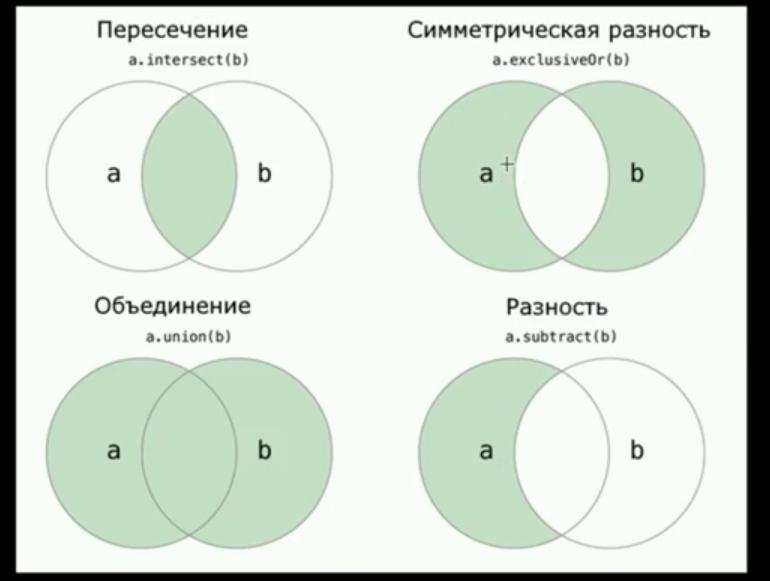 Пересечение
a.intersect(b)
a
b
Симметрическая разность
a.exclusiveOr(b)
a
b
Объединение
a.union(b)
a
b
Разность
a.subtract(b)
a
b